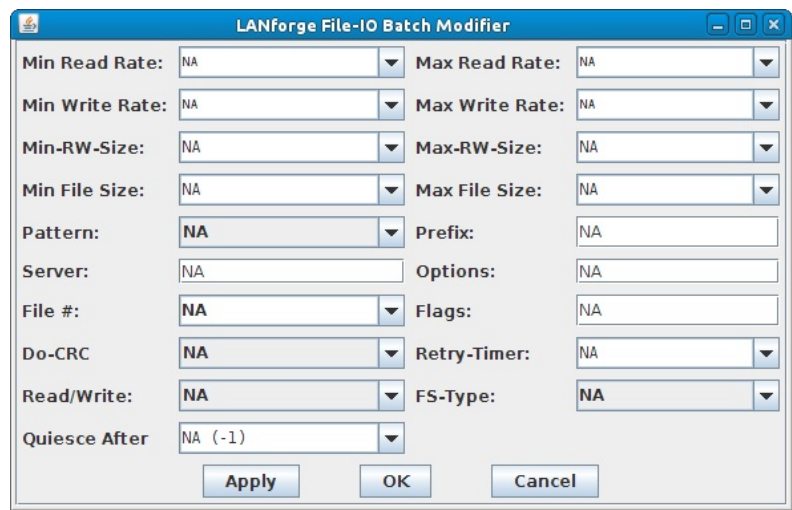 LANforge File-IO Batch Modifier
Min Read Rate: NA Max Read Rate: NA
Min Write Rate: NA Max Write Rate: NA
Min-RW-Size: NA Max-RW-Size: NA
Min File Size: NA Max File Size: NA
Pattern: NA Prefix: NA
Server: NA Options: NA
File #: NA Flags: NA
Do-CRC NA Retry-Timer: NA
Read/Write: NA FS-Type: NA
Quiesce After NA (-1)
Apply OK Cancel